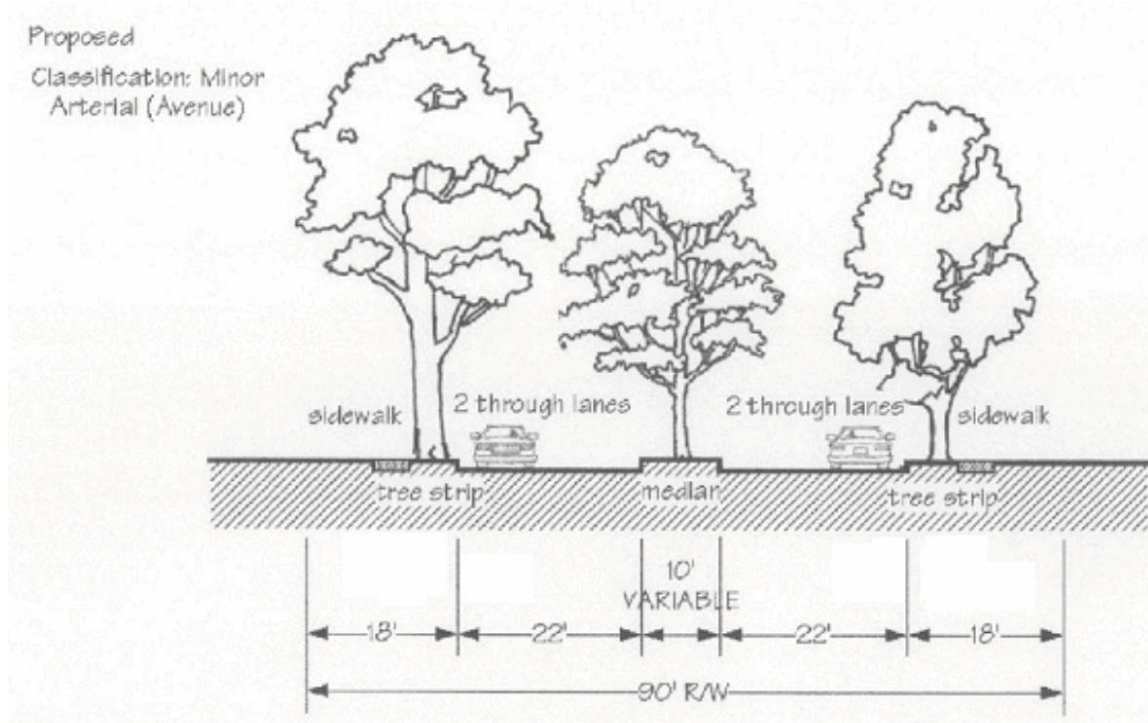 Proposed
Classification: Minor
Arterial (Avenue)
sidewalk
2 through lanes
2 through lanes
sidewalk
tree strip
median
tree strip
10'
VARIABLE
18'
22'
22'
18'
90' R/W